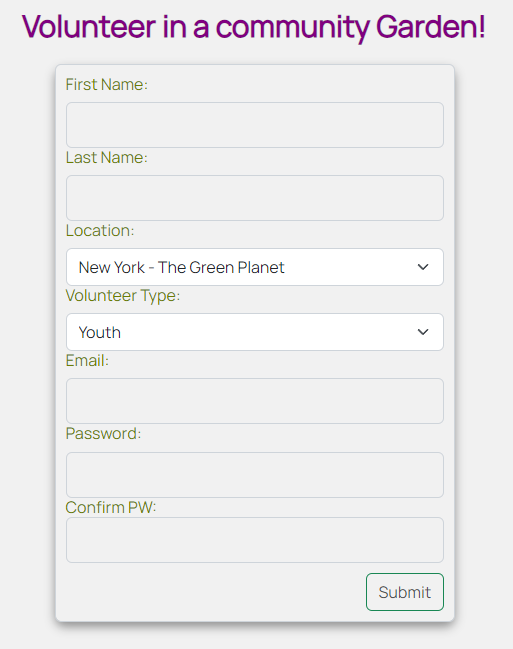 Volunteer in a community Garden!
First Name:
Last Name:
Location:
New York - The Green Planet
Volunteer Type:
Youth
Email:
Password:
Confirm PW:
Submit